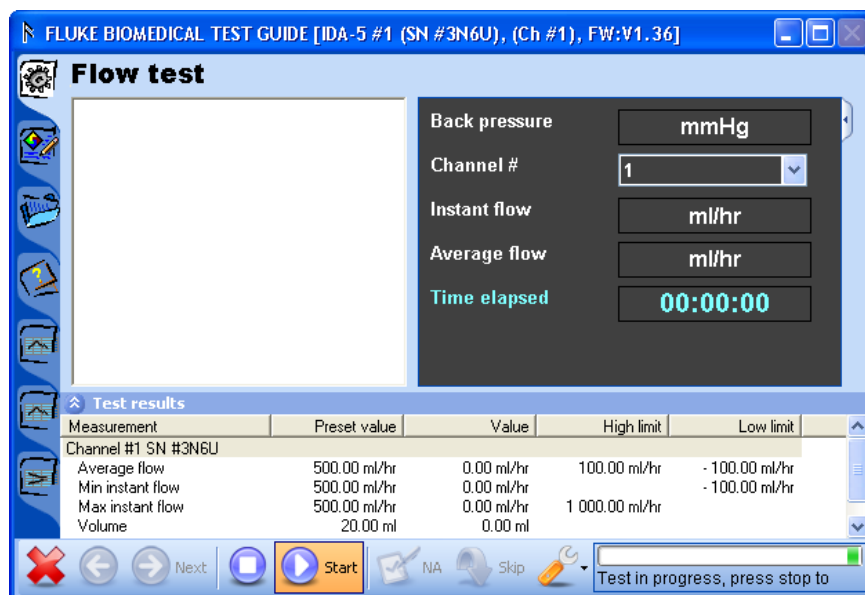 FLUKE BIOMEDICAL TEST GUIDE [IDA-5 #1 (SN #3N6U), (Ch #1), FW:V1.36]
Flow test
Back pressure mmHg
Channel # 1
Instant flow ml/hr
Average flow ml/hr
Time elapsed 00:00:00
Test results
Measurement Preset value Value High limit Low limit
Channel #1 SN #3N6U
Average flow 500.00 ml/hr 0.00 ml/hr 100.00 ml/hr - 100.00 ml/hr
Min instant flow 500.00 ml/hr 0.00 ml/hr - 100.00 ml/hr
Max instant flow 500.00 ml/hr 0.00 ml/hr 1 000.00 ml/hr
Volume 20.00 ml 0.00 ml
Next Start NA Skip Test in progress, press stop to